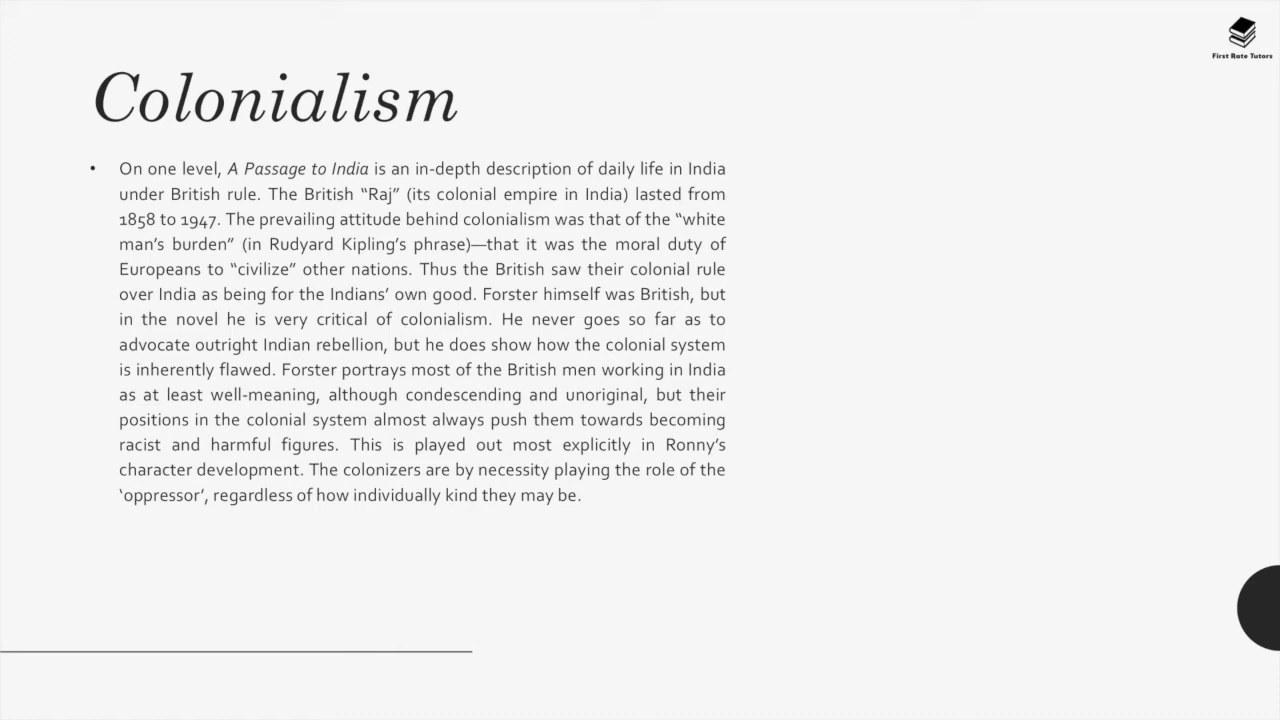 First Rate Tutors
Colonialism
• On one level, A Passage to India is an in-depth description of daily life in India
under British rule. The British “Raj” (its colonial empire in India) lasted from
1858 to 1947. The prevailing attitude behind colonialism was that of the “white
man’s burden” (in Rudyard Kipling’s phrase)—that it was the moral duty of
Europeans to “civilize” other nations. Thus the British saw their colonial rule
over India as being for the Indians’ own good. Forster himself was British, but
in the novel he is very critical of colonialism. He never goes so far as to
advocate outright Indian rebellion, but he does show how the colonial system
is inherently flawed. Forster portrays most of the British men working in India
as at least well-meaning, although condescending and unoriginal, but their
positions in the colonial system almost always push them towards becoming
racist and harmful figures. This is played out most explicitly in Ronny’s
character development. The colonizers are by necessity playing the role of the
‘oppressor’, regardless of how individually kind they may be.